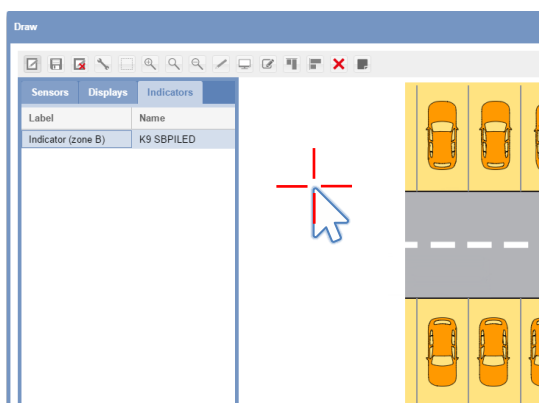 Draw
Sensors Displays Indicators
Label Name
Indicator (zone B) K9 SBPILED